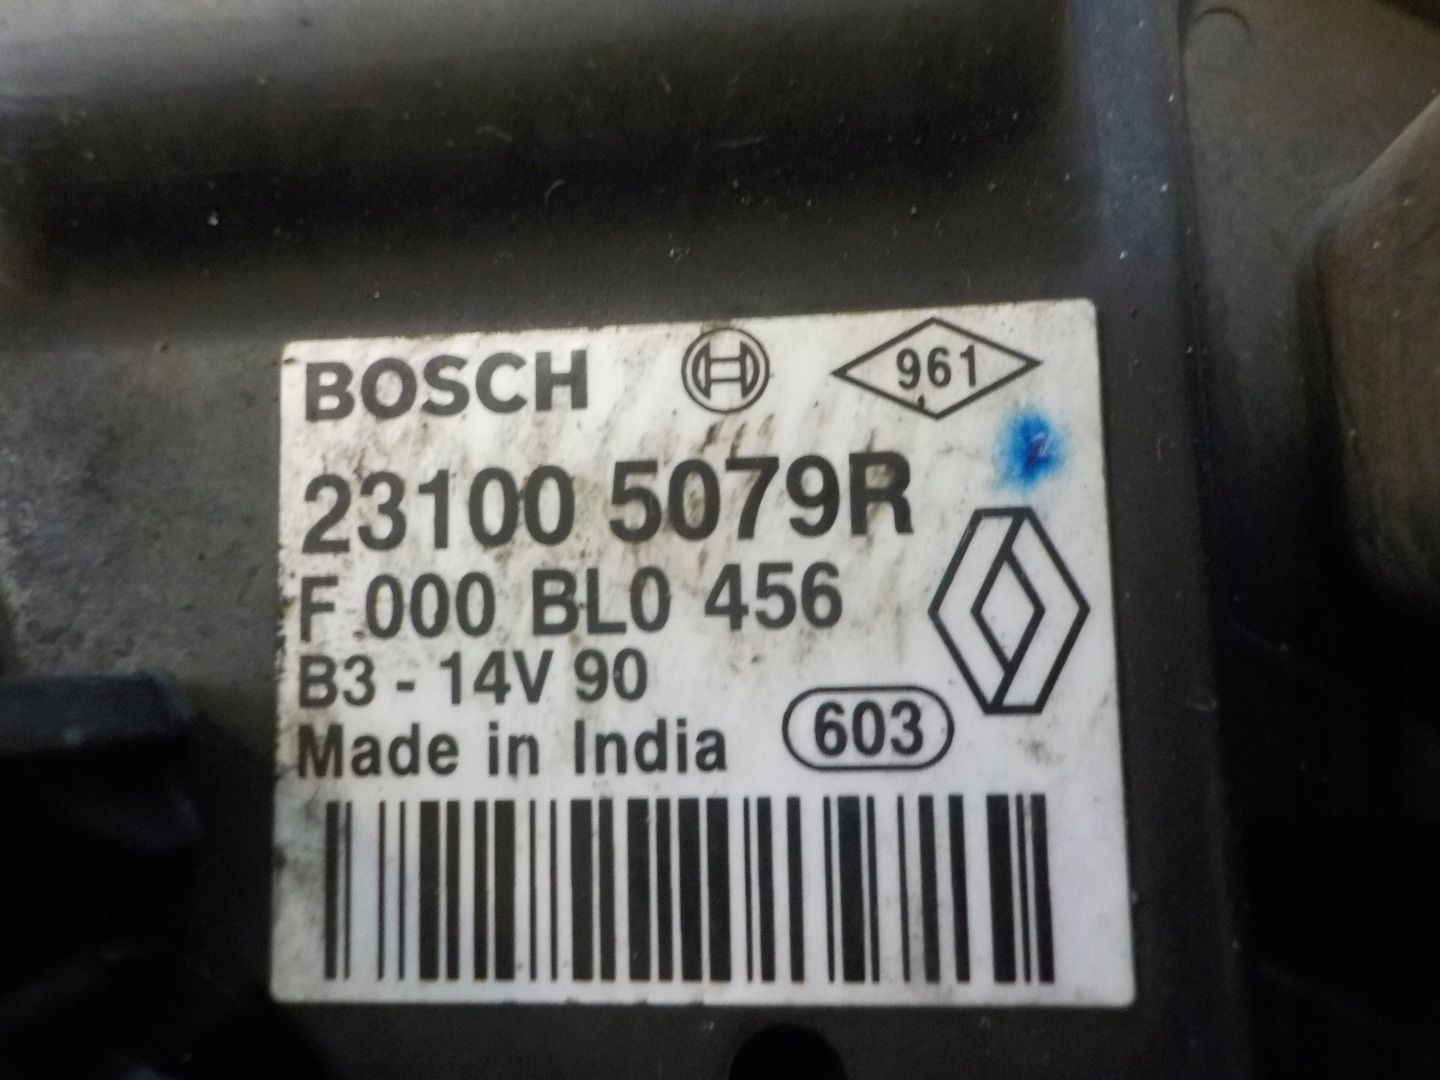 BOSCH 961
23100 5079R
F 000 BL0 456
B3 - 14V 90
Made in India 603